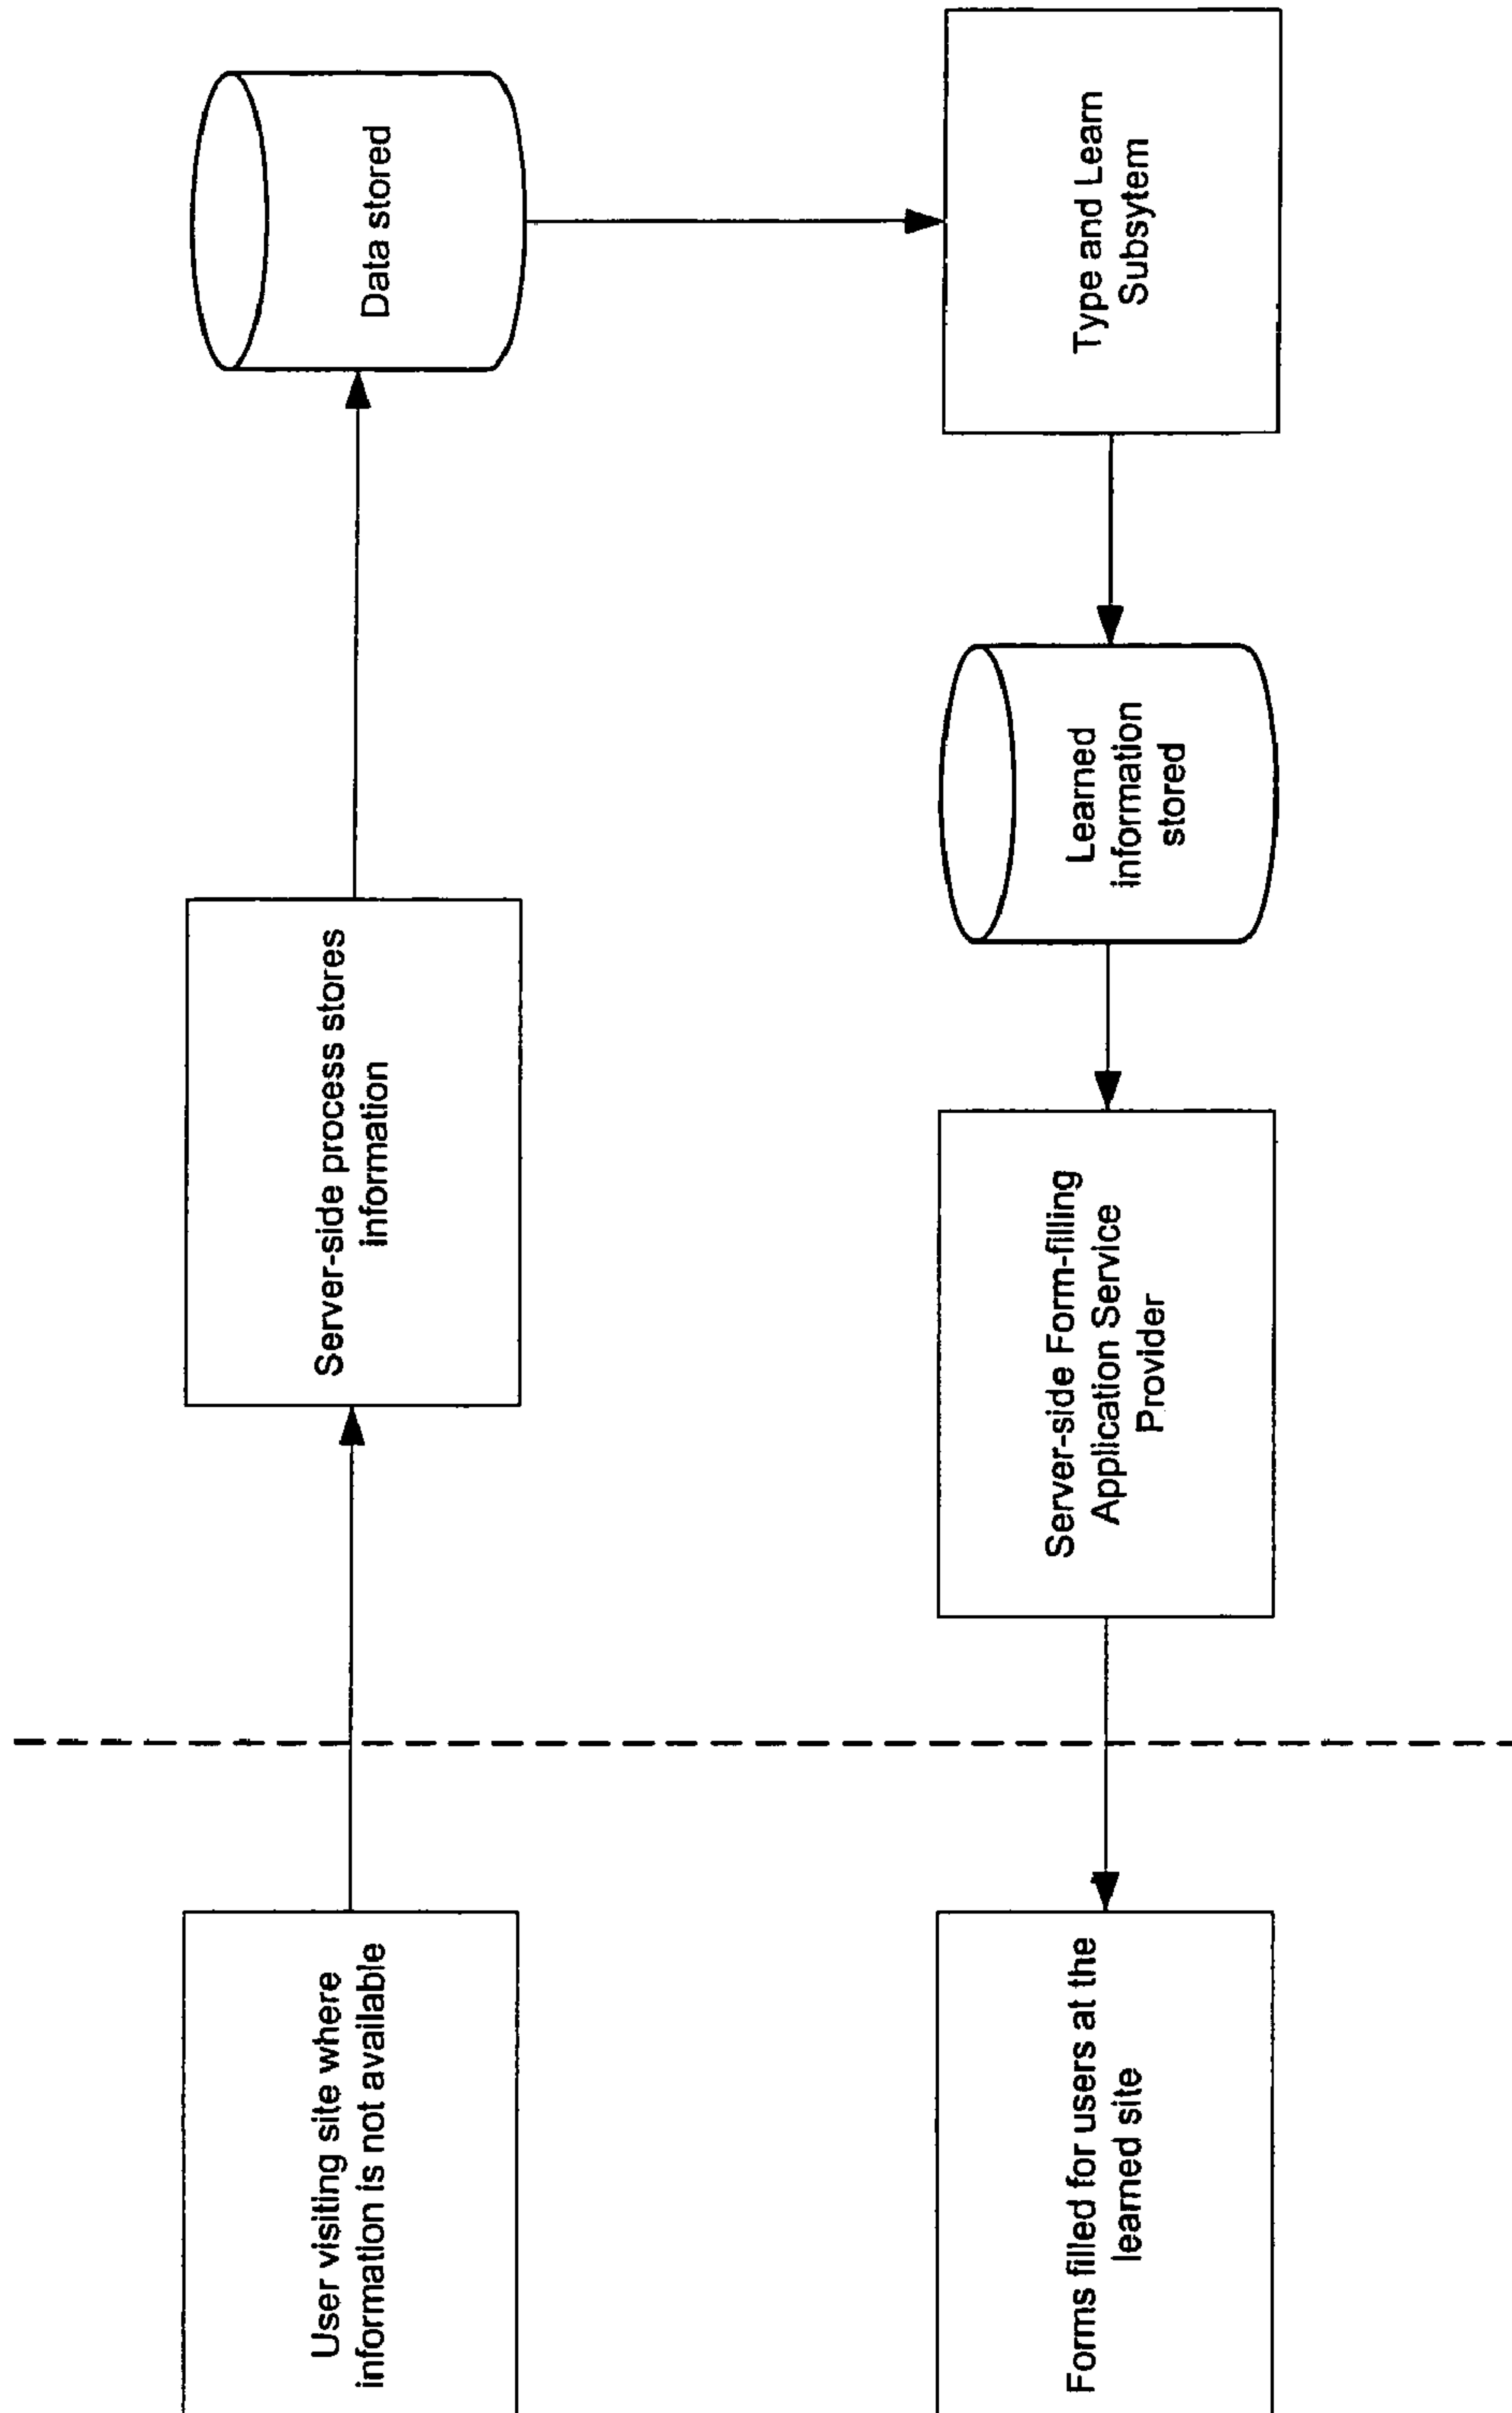 User visiting site where
information is not available
Server-side process stores
information
Data stored
Type and Learn
Subsytem
Learned
information
stored
Server-side Form-filling
Application Service
Provider
Forms filled for users at the
learned site